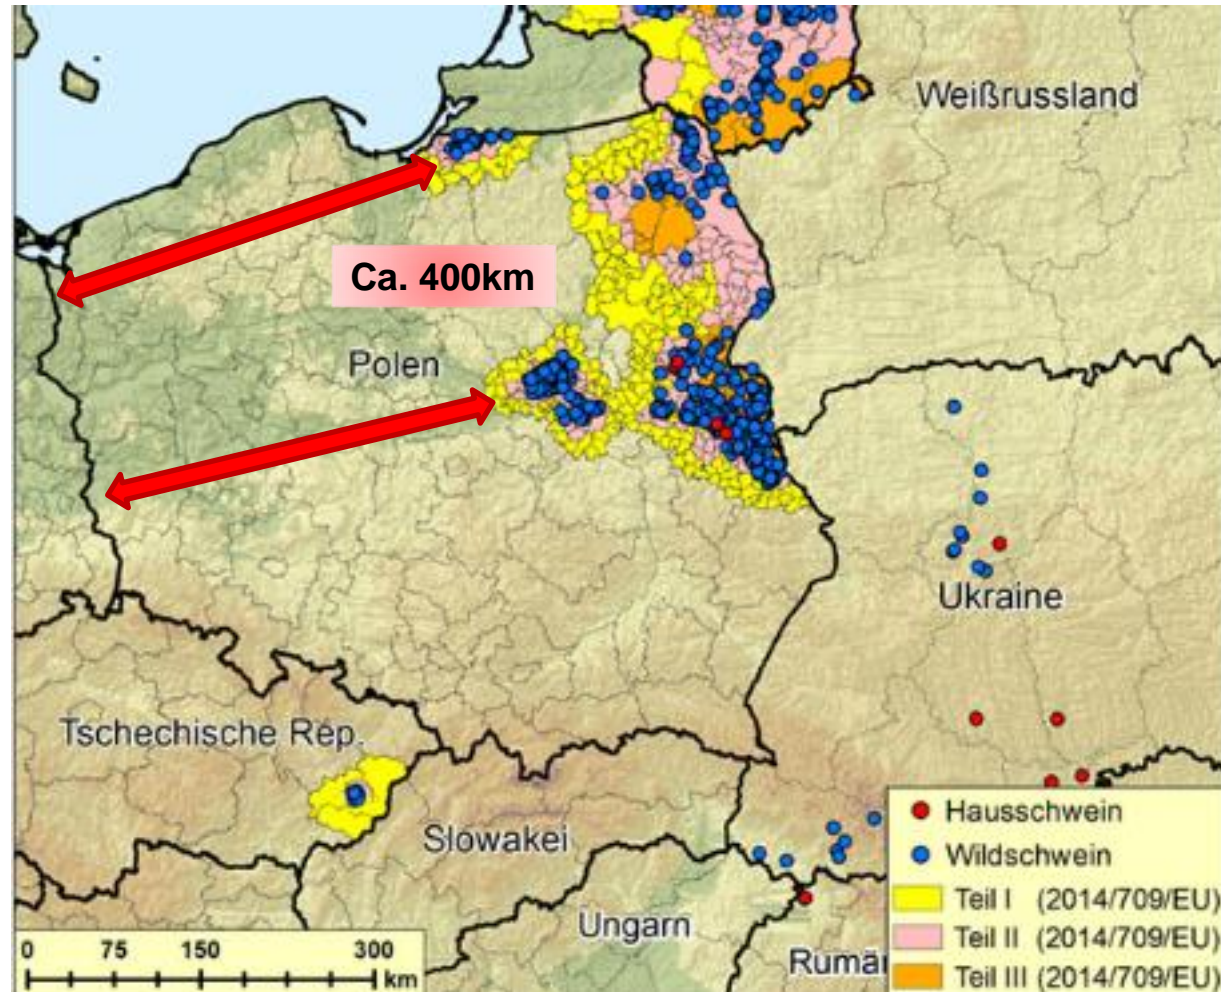 Weißrussland
Ca. 400km
Polen
Ukraine
Tschechische Rep.
Slowakei
Ungarn
Rumä
Hausschwein
Wildschwein
Teil I (2014/709/EU)
Teil II (2014/709/EU)
Teil III (2014/709/EU)
0 75 150 300
km